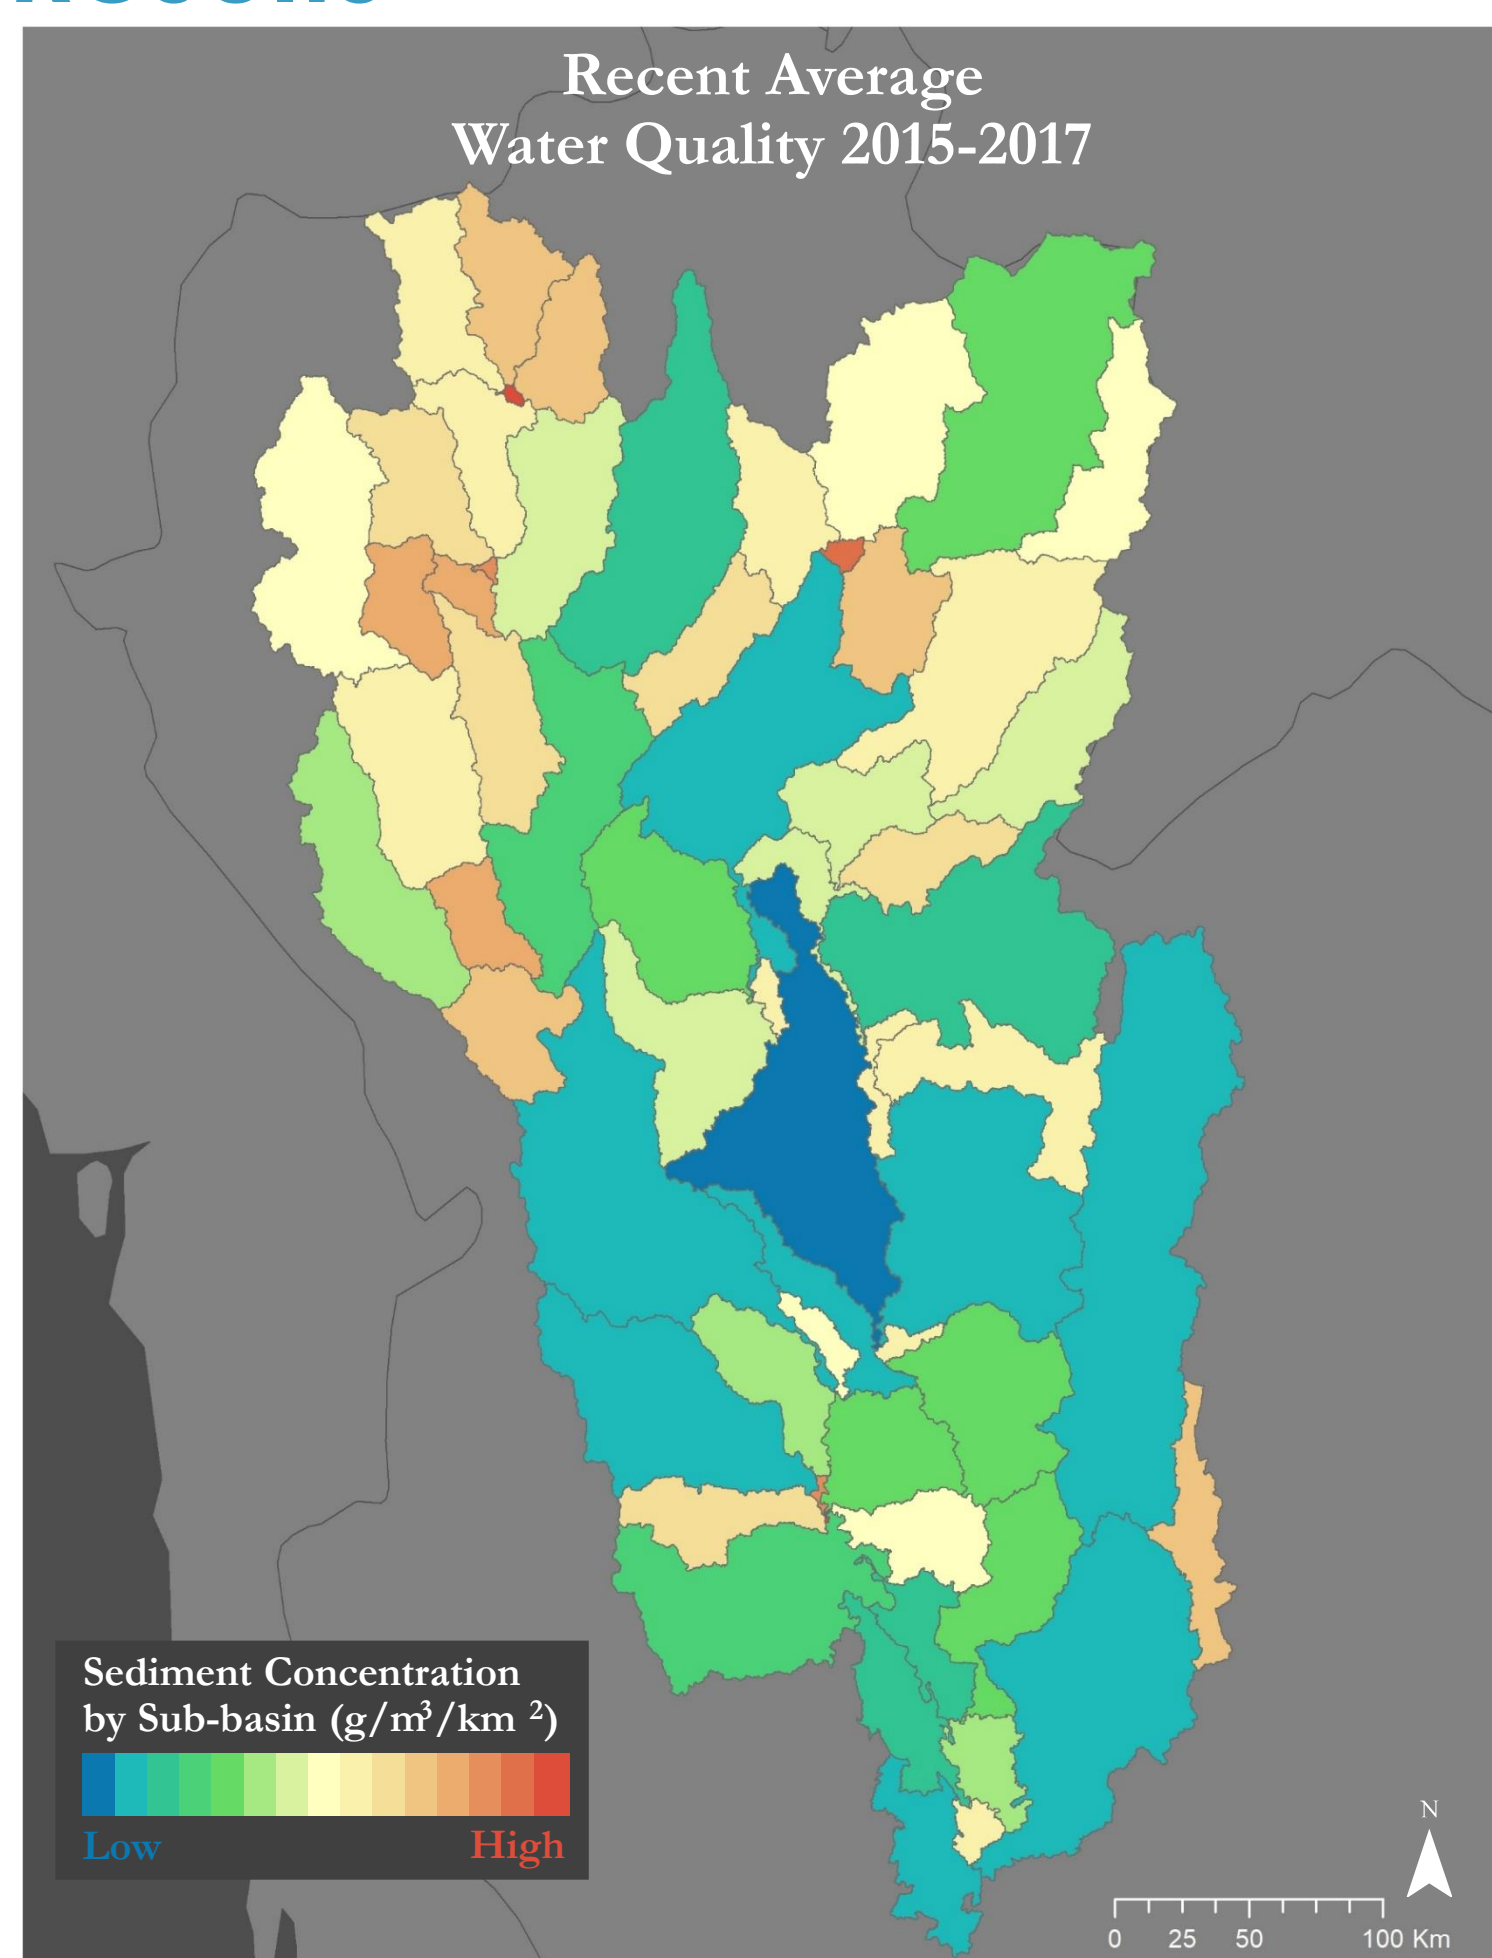 Recent Average
Water Quality 2015-2017
Sediment Concentration
by Sub-basin (g/m³/km ²)
Low
High
N
0 25 50 100 Km